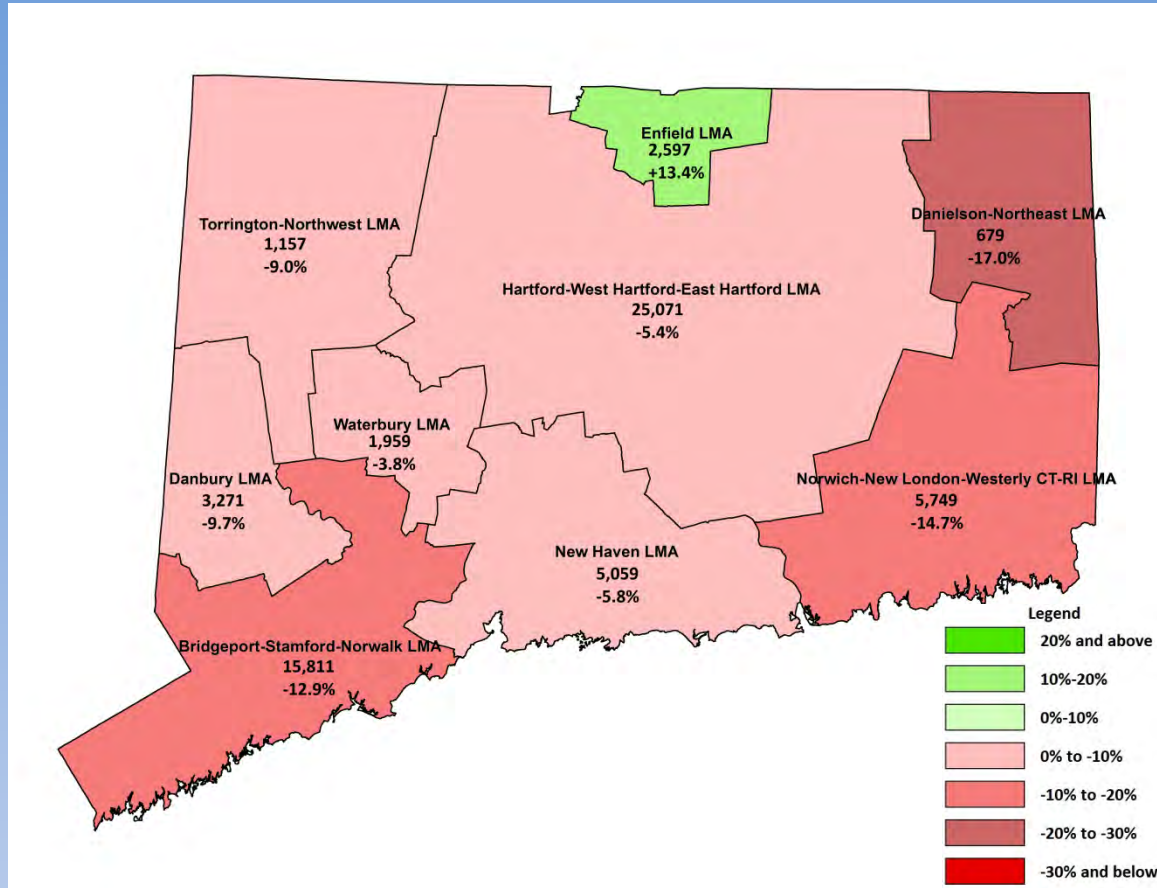 Enfield LMA
2,597
+13.4%
Torrington-Northwest LMA
1,157
-9.0%
Danielson-Northeast LMA
679
-17.0%
Hartford-West Hartford-East Hartford LMA
25,071
-5.4%
Waterbury LMA
1,959
-3.8%
Danbury LMA
3,271
-9.7%
Norwich-New London-Westerly CT-RI LMA
5,749
-14.7%
New Haven LMA
5,059
-5.8%
Bridgeport-Stamford-Norwalk LMA
15,811
-12.9%
Legend
20% and above
10%-20%
0%-10%
0% to -10%
-10% to -20%
-20% to -30%
-30% and below